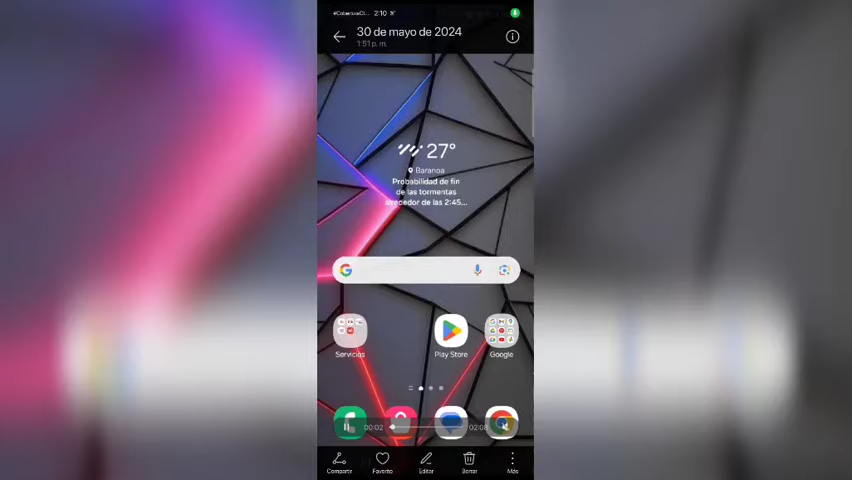 #CoberturaCl... 2:10
30 de mayo de 2024
1:51 p. m.
27°
Baranoa
Probabilidad de fin
de las tormentas
alrededor de las 2:45...
Servicios
Play Store
Google
00:02
02:08
Compartir
Favorito
Editar
Borrar
Más